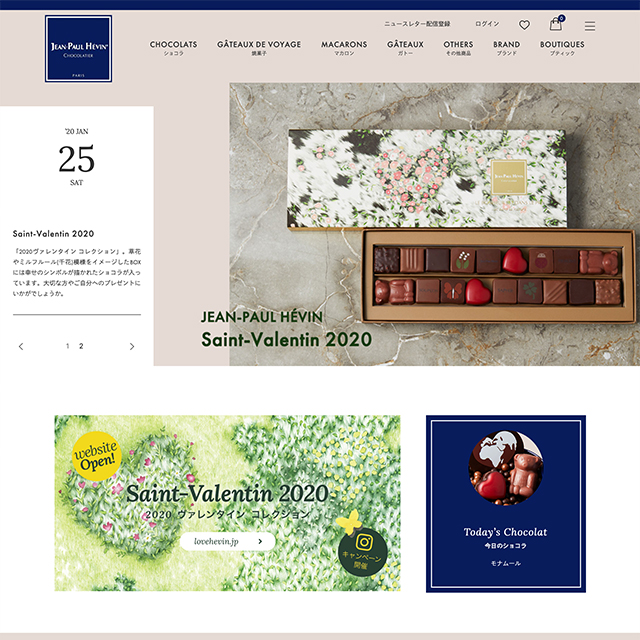 ニュースレター配信登録
ログイン
0
JEAN-PAUL HÉVIN
CHOCOLATIER
PARIS
CHOCOLATS
ショコラ
GÂTEAUX DE VOYAGE
焼菓子
MACARONS
マカロン
GÂTEAUX
ガトー
OTHERS
その他商品
BRAND
ブランド
BOUTIQUES
ブティック
'20 JAN
25
SAT
Saint-Valentin 2020
「2020ヴァレンタイン コレクション」。草花
やミルフルール(千花)模様をイメージしたBOX
には幸せのシンボルが描かれたショコラが入っ
ています。大切な方やご自分へのプレゼントに
いかがでしょうか。
1 2
JEAN-PAUL HÉVIN
JEAN-PAUL HÉVIN
Saint-Valentin 2020
website
Open!
Saint-Valentin 2020
2020 ヴァレンタイン コレクション
lovehevin.jp
キャンペーン
開催
Today's Chocolat
今日のショコラ
モナムール